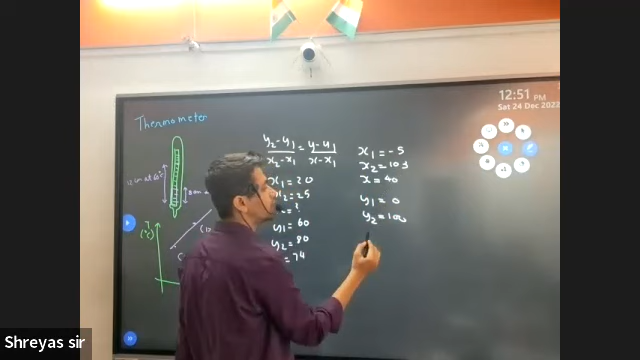 12:51 PM
Sat 24 Dec 2022
Thermometer
y2-y1 = y-y1
x2-x1 x-x1
x1 = 20
x2 = 25
= ?
y1 = 60
y2 = 80
= 74
x1 = -5
x2 = 103
x = 40
y1 = 0
y2 = 100
T
(°C)
Shreyas sir